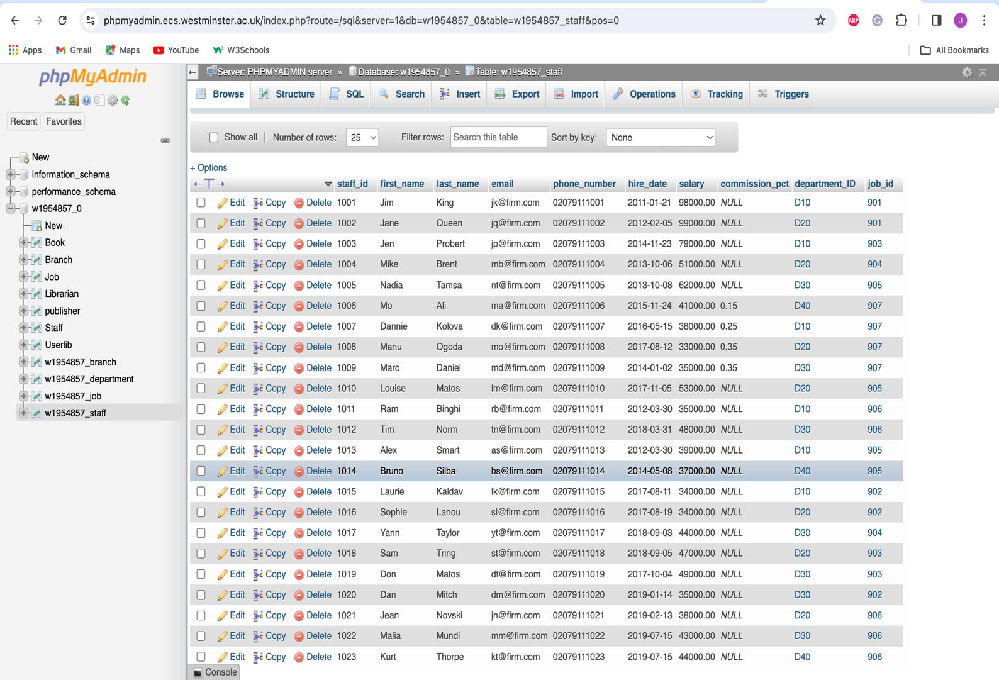 phpmyadmin.ecs.westminster.ac.uk/index.php?route=/sql&server=1&db=w1954857_0&table=w1954857_staff&pos=0
ABP
G
J
Apps
Gmail
Maps
YouTube
W3Schools
All Bookmarks
phpMyAdmin
Recent
Favorites
New
information_schema
performance_schema
w1954857_0
New
Book
Branch
Job
Librarian
publisher
Staff
Userlib
w1954857_branch
w1954857_department
w1954857_job
w1954857_staff
Server: PHPMYADMIN server » Database: w1954857_0 » Table: w1954857_staff
Browse Structure SQL Search Insert Export Import Operations Tracking Triggers
Show all | Number of rows: 25 Filter rows: Search this table Sort by key: None
+ Options
←T→ staff_id first_name last_name email phone_number hire_date salary commission_pct department_ID job_id
Edit Copy Delete 1001 Jim King jk@firm.com 02079111001 2011-01-21 98000.00 NULL D10 901
Edit Copy Delete 1002 Jane Queen jq@firm.com 02079111002 2012-02-05 99000.00 NULL D20 901
Edit Copy Delete 1003 Jen Probert jp@firm.com 02079111003 2014-11-23 79000.00 NULL D10 903
Edit Copy Delete 1004 Mike Brent mb@firm.com 02079111004 2013-10-06 51000.00 NULL D20 904
Edit Copy Delete 1005 Nadia Tamsa nt@firm.com 02079111005 2013-10-08 62000.00 NULL D30 905
Edit Copy Delete 1006 Mo Ali ma@firm.com 02079111006 2015-11-24 41000.00 0.15 D40 907
Edit Copy Delete 1007 Dannie Kolova dk@firm.com 02079111007 2016-05-15 38000.00 0.25 D10 907
Edit Copy Delete 1008 Manu Ogoda mo@firm.com 02079111008 2017-08-12 33000.00 0.35 D20 907
Edit Copy Delete 1009 Marc Daniel md@firm.com 02079111009 2014-01-02 35000.00 0.35 D30 907
Edit Copy Delete 1010 Louise Matos lm@firm.com 02079111010 2017-11-05 53000.00 NULL D20 905
Edit Copy Delete 1011 Ram Binghi rb@firm.com 02079111011 2012-03-30 35000.00 NULL D10 906
Edit Copy Delete 1012 Tim Norm tn@firm.com 02079111012 2018-03-31 48000.00 NULL D30 906
Edit Copy Delete 1013 Alex Smart as@firm.com 02079111013 2012-03-30 39000.00 NULL D10 905
Edit Copy Delete 1014 Bruno Silba bs@firm.com 02079111014 2014-05-08 37000.00 NULL D40 905
Edit Copy Delete 1015 Laurie Kaldav lk@firm.com 02079111015 2017-08-11 34000.00 NULL D10 902
Edit Copy Delete 1016 Sophie Lanou sl@firm.com 02079111016 2017-08-19 34000.00 NULL D20 902
Edit Copy Delete 1017 Yann Taylor yt@firm.com 02079111017 2018-09-03 44000.00 NULL D30 904
Edit Copy Delete 1018 Sam Tring st@firm.com 02079111018 2018-09-05 47000.00 NULL D20 903
Edit Copy Delete 1019 Don Matos dt@firm.com 02079111019 2017-10-04 49000.00 NULL D30 903
Edit Copy Delete 1020 Dan Mitch dm@firm.com 02079111020 2019-01-14 35000.00 NULL D30 902
Edit Copy Delete 1021 Jean Novski jn@firm.com 02079111021 2019-02-13 38000.00 NULL D20 906
Edit Copy Delete 1022 Malia Mundi mm@firm.com 02079111022 2019-07-15 43000.00 NULL D30 906
Edit Copy Delete 1023 Kurt Thorpe kt@firm.com 02079111023 2019-07-15 44000.00 NULL D40 906
Console